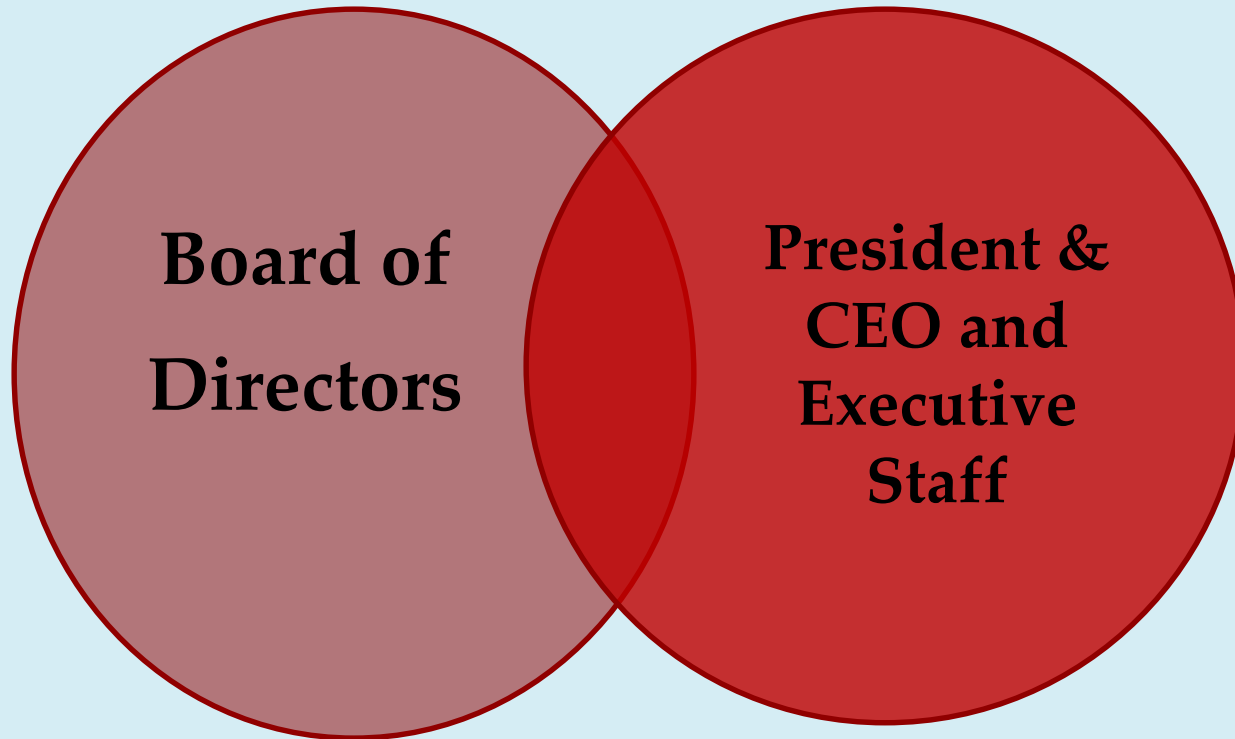 Board of
Directors
President &
CEO and
Executive
Staff